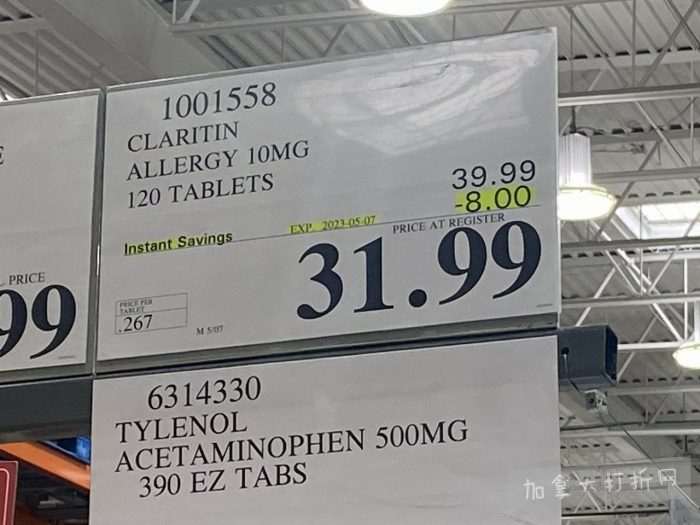 1001558
CLARITIN
ALLERGY 10MG
120 TABLETS
39.99
-8.00
Instant Savings
EXP. 2023-05-07
PRICE AT REGISTER
31.99
PRICE PER
TABLET
.267
M 5/07
PRICE
99
6314330
TYLENOL
ACETAMINOPHEN 500MG
390 EZ TABS
加拿大打折网